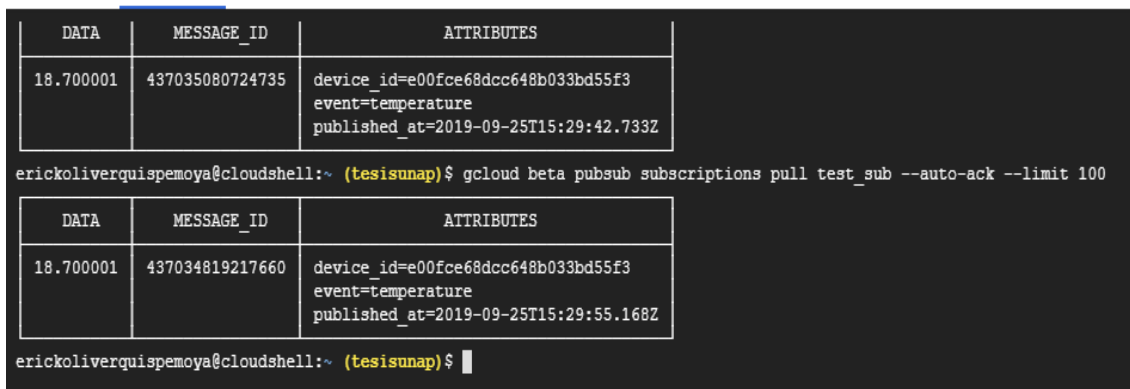 DATA MESSAGE_ID ATTRIBUTES
18.700001 437035080724735 device_id=e00fce68dcc648b033bd55f3
event=temperature
published_at=2019-09-25T15:29:42.733Z
erickoliverquispemoya@cloudshell:~ (tesisunap)$ gcloud beta pubsub subscriptions pull test_sub --auto-ack --limit 100
DATA MESSAGE_ID ATTRIBUTES
18.700001 437034819217660 device_id=e00fce68dcc648b033bd55f3
event=temperature
published_at=2019-09-25T15:29:55.168Z
erickoliverquispemoya@cloudshell:~ (tesisunap)$